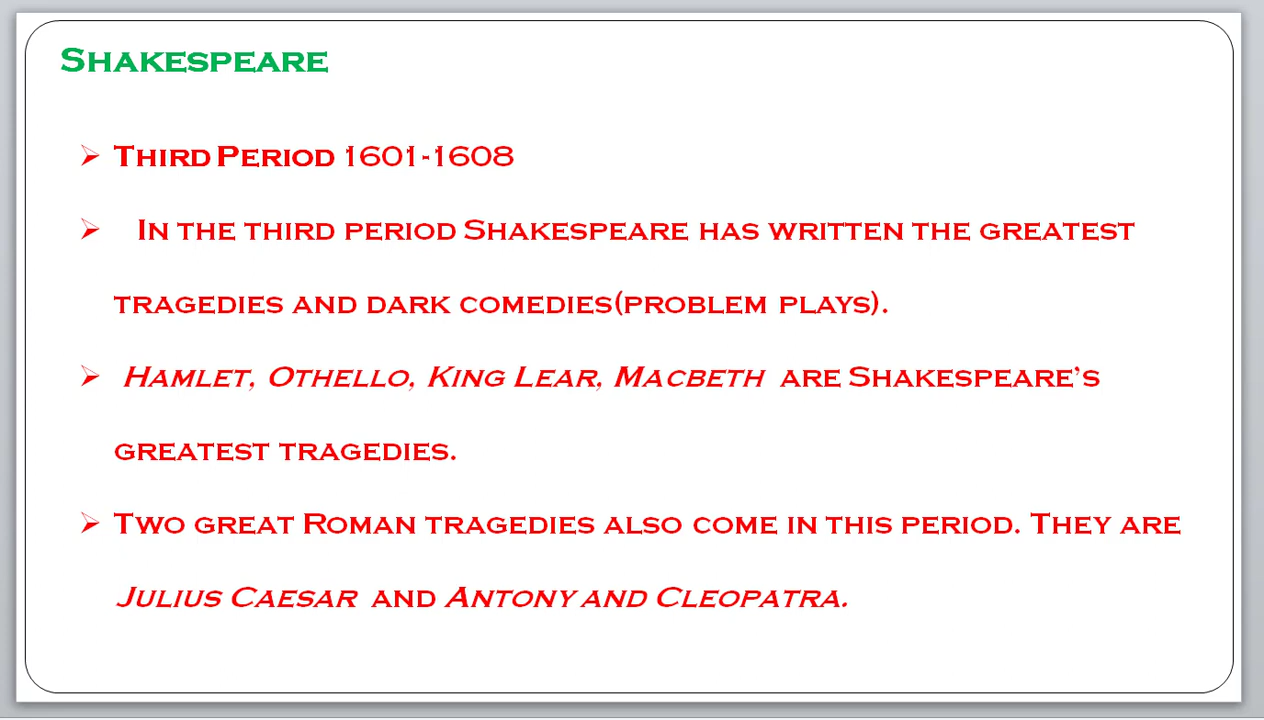 Shakespeare
Third Period 1601-1608
In the third period Shakespeare has written the greatest
tragedies and dark comedies(problem plays).
Hamlet, Othello, King Lear, Macbeth are Shakespeare's
greatest tragedies.
Two great Roman tragedies also come in this period. They are
Julius Caesar and Antony and Cleopatra.